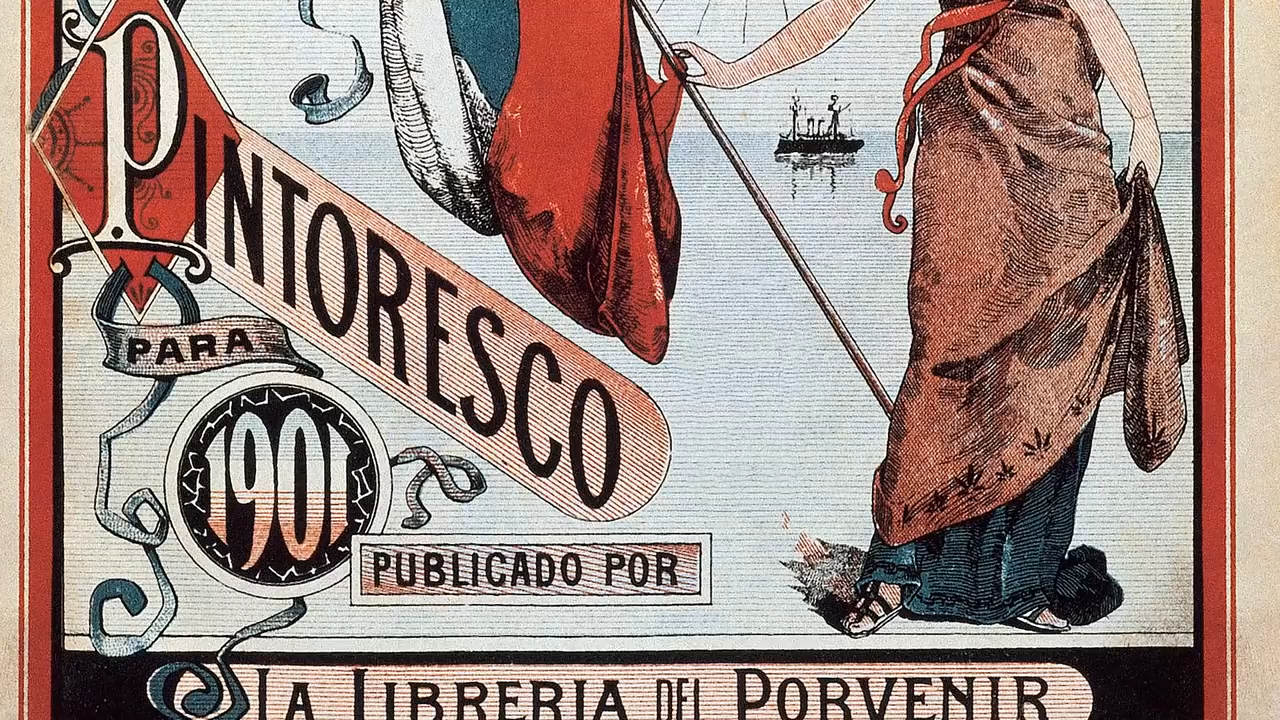 PINTORESCO
PARA
1901
PUBLICADO POR
LA LIBRERIA DEL PORVENIR